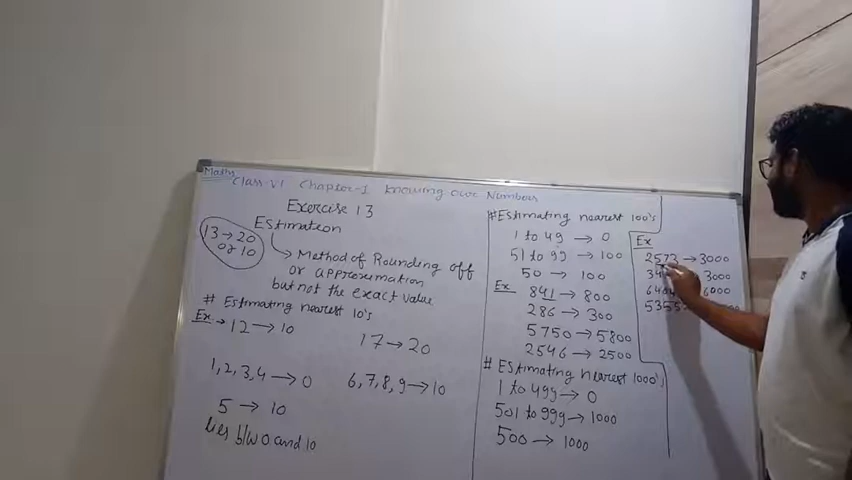 Maths
Class-VI Chapter-1 Knowing Our Numbers
Exercise 13
Estimation
13 → 20
or 10
Method of Rounding off
or approximation
but not the exact value
# Estimating nearest 10's
Ex → 12 → 10
17 → 20
1, 2, 3, 4 → 0
6, 7, 8, 9 → 10
5 → 10
lies b/w 0 and 10
# Estimating nearest 100's
1 to 49 → 0
51 to 99 → 100
50 → 100
Ex 841 → 800
286 → 300
5750 → 5800
2546 → 2500
# Estimating nearest 1000's
1 to 499 → 0
501 to 999 → 1000
500 → 1000
Ex
2573 → 3000
3000
6000